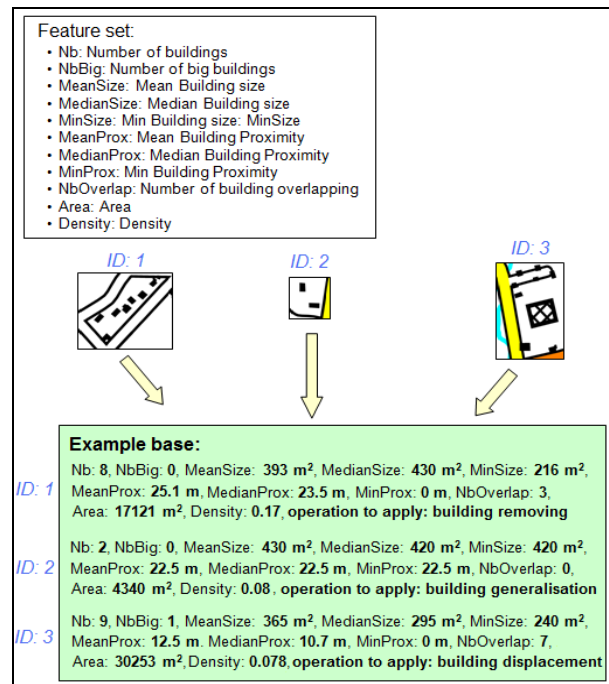 Feature set:
• Nb: Number of buildings
• NbBig: Number of big buildings
• MeanSize: Mean Building size
• MedianSize: Median Building size
• MinSize: Min Building size: MinSize
• MeanProx: Mean Building Proximity
• MedianProx: Median Building Proximity
• MinProx: Min Building Proximity
• NbOverlap: Number of building overlapping
• Area: Area
• Density: Density
ID: 1
ID: 2
ID: 3
Example base:
ID: 1
Nb: 8, NbBig: 0, MeanSize: 393 m², MedianSize: 430 m², MinSize: 216 m²,
MeanProx: 25.1 m, MedianProx: 23.5 m, MinProx: 0 m, NbOverlap: 3,
Area: 17121 m², Density: 0.17, operation to apply: building removing
ID: 2
Nb: 2, NbBig: 0, MeanSize: 430 m², MedianSize: 420 m², MinSize: 420 m²,
MeanProx: 22.5 m, MedianProx: 22.5 m, MinProx: 22.5 m, NbOverlap: 0,
Area: 4340 m², Density: 0.08 , operation to apply: building generalisation
ID: 3
Nb: 9, NbBig: 1, MeanSize: 365 m², MedianSize: 295 m², MinSize: 240 m²,
MeanProx: 12.5 m. MedianProx: 10.7 m, MinProx: 0 m, NbOverlap: 7,
Area: 30253 m², Density: 0.078, operation to apply: building displacement